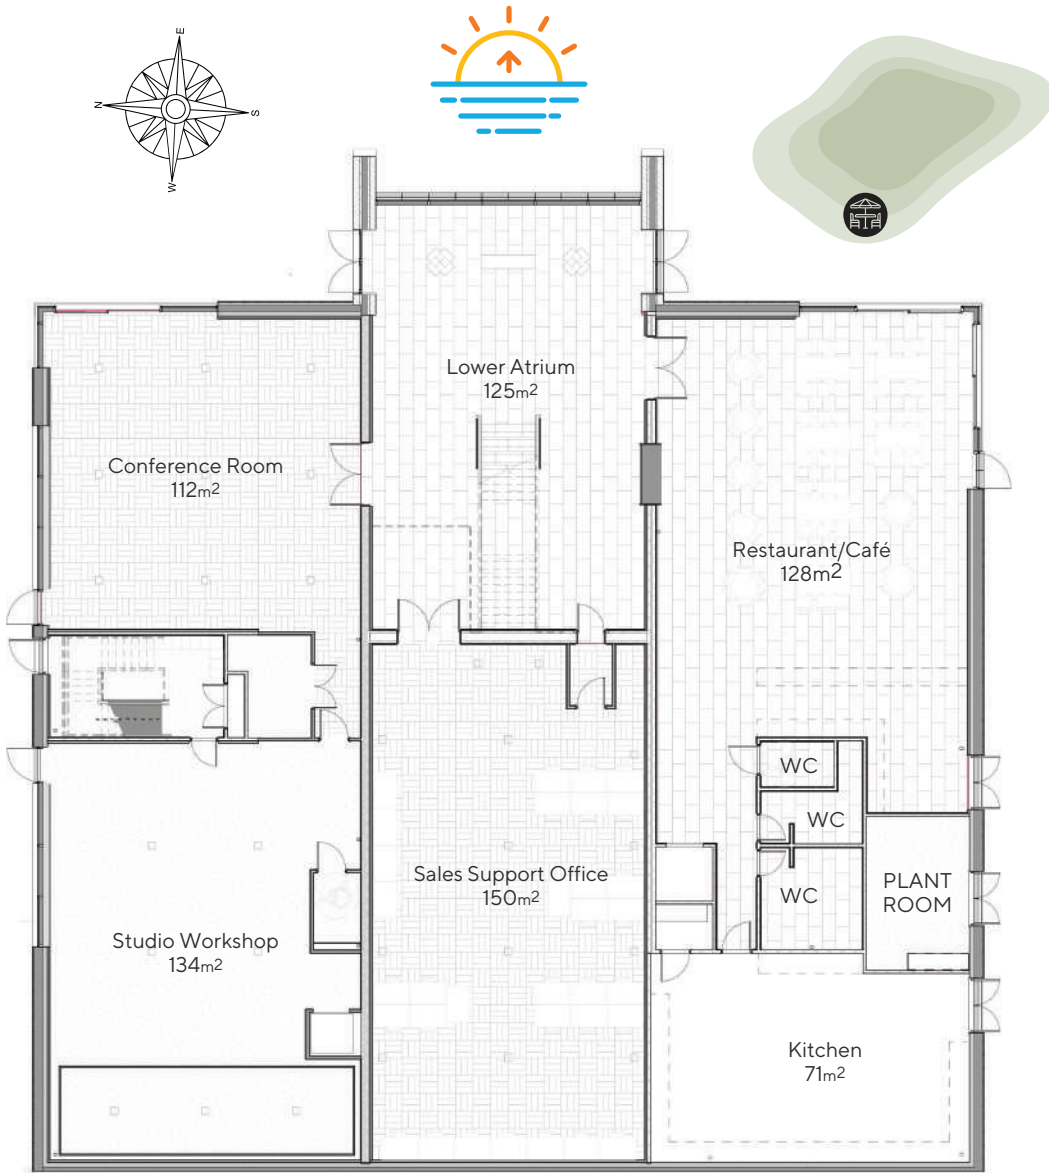 E
N
S
W
Lower Atrium
125m2
Conference Room
112m2
Restaurant/Café
128m2
WC
WC
Sales Support Office
150m2
WC
PLANT
ROOM
Studio Workshop
134m2
Kitchen
71m2